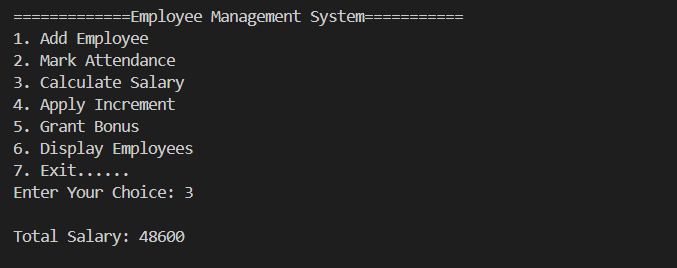 =============Employee Management System===========
1. Add Employee
2. Mark Attendance
3. Calculate Salary
4. Apply Increment
5. Grant Bonus
6. Display Employees
7. Exit......
Enter Your Choice: 3
Total Salary: 48600